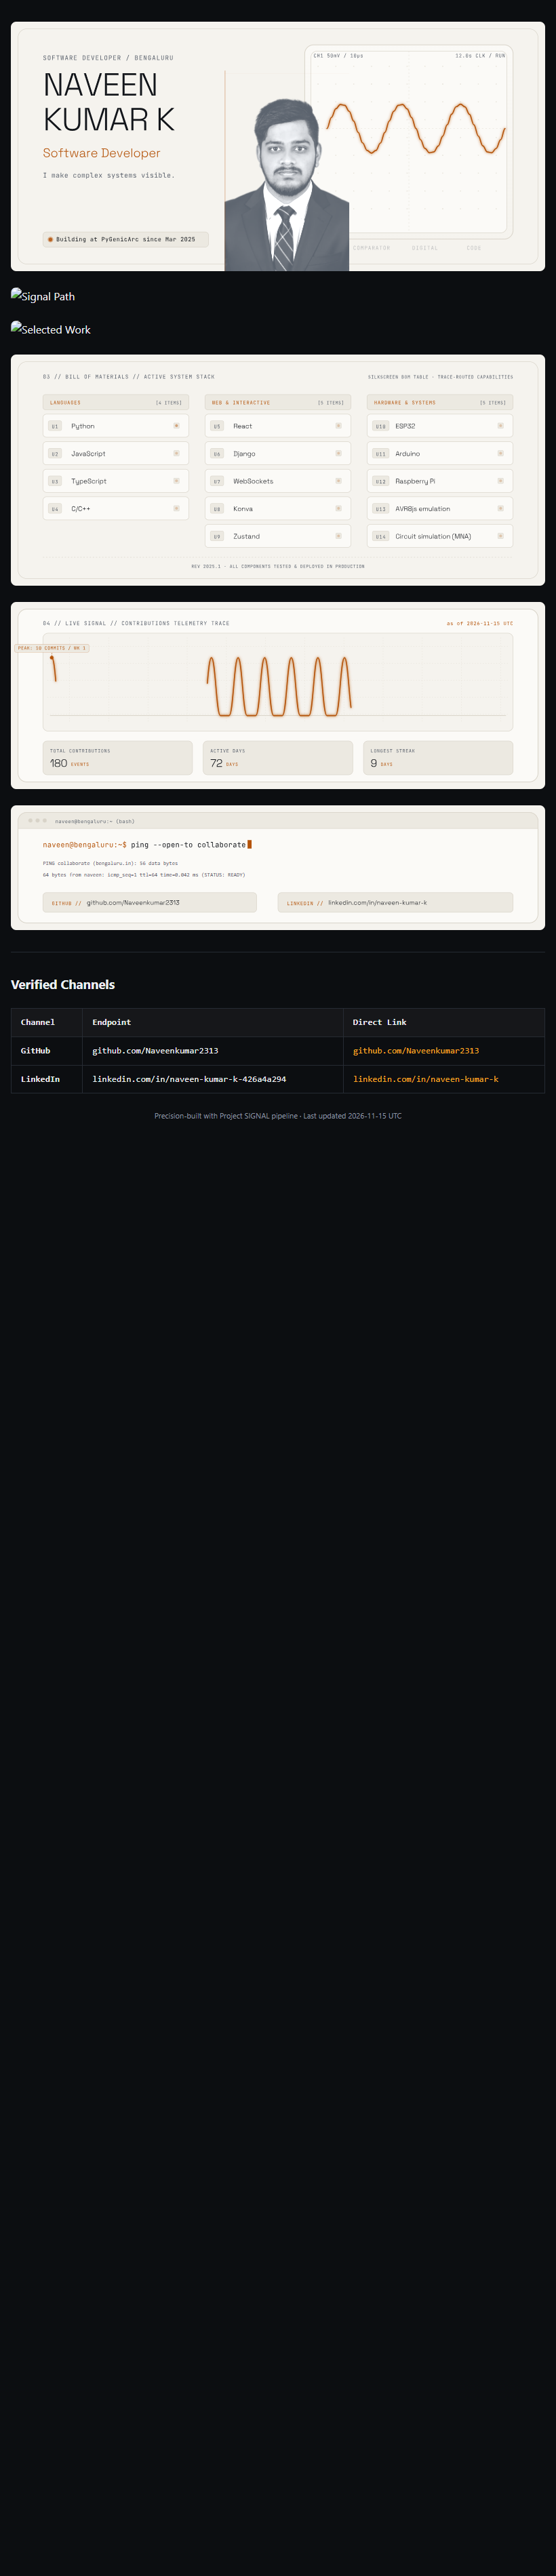 SOFTWARE DEVELOPER / BENGALURU
NAVEEN
KUMAR K
Software Developer
I make complex systems visible.
Building at PyGenicArc since Mar 2025
CH1 50mV / 10µs
12.0s CLK / RUN
COMPARATOR
DIGITAL
CODE
Signal Path
Selected Work
03 // BILL OF MATERIALS // ACTIVE SYSTEM STACK
SILKSCREEN BOM TABLE · TRACE-ROUTED CAPABILITIES
LANGUAGES [4 ITEMS]
U1 Python
U2 JavaScript
U3 TypeScript
U4 C/C++
WEB & INTERACTIVE [5 ITEMS]
U5 React
U6 Django
U7 WebSockets
U8 Konva
U9 Zustand
HARDWARE & SYSTEMS [5 ITEMS]
U10 ESP32
U11 Arduino
U12 Raspberry Pi
U13 AVR8js emulation
U14 Circuit simulation (MNA)
REV 2025.1 · ALL COMPONENTS TESTED & DEPLOYED IN PRODUCTION
04 // LIVE SIGNAL // CONTRIBUTIONS TELEMETRY TRACE
as of 2026-11-15 UTC
PEAK: 10 COMMITS / WK 1
TOTAL CONTRIBUTIONS
180 EVENTS
ACTIVE DAYS
72 DAYS
LONGEST STREAK
9 DAYS
naveen@bengaluru:~ (bash)
naveen@bengaluru:~$ ping --open-to collaborate
PING collaborate (bengaluru.in): 56 data bytes
64 bytes from naveen: icmp_seq=1 ttl=64 time=0.042 ms (STATUS: READY)
GITHUB // github.com/Naveenkumar2313
LINKEDIN // linkedin.com/in/naveen-kumar-k
Verified Channels
Channel Endpoint Direct Link
GitHub github.com/Naveenkumar2313 github.com/Naveenkumar2313
LinkedIn linkedin.com/in/naveen-kumar-k-426a4a294 linkedin.com/in/naveen-kumar-k
Precision-built with Project SIGNAL pipeline · Last updated 2026-11-15 UTC